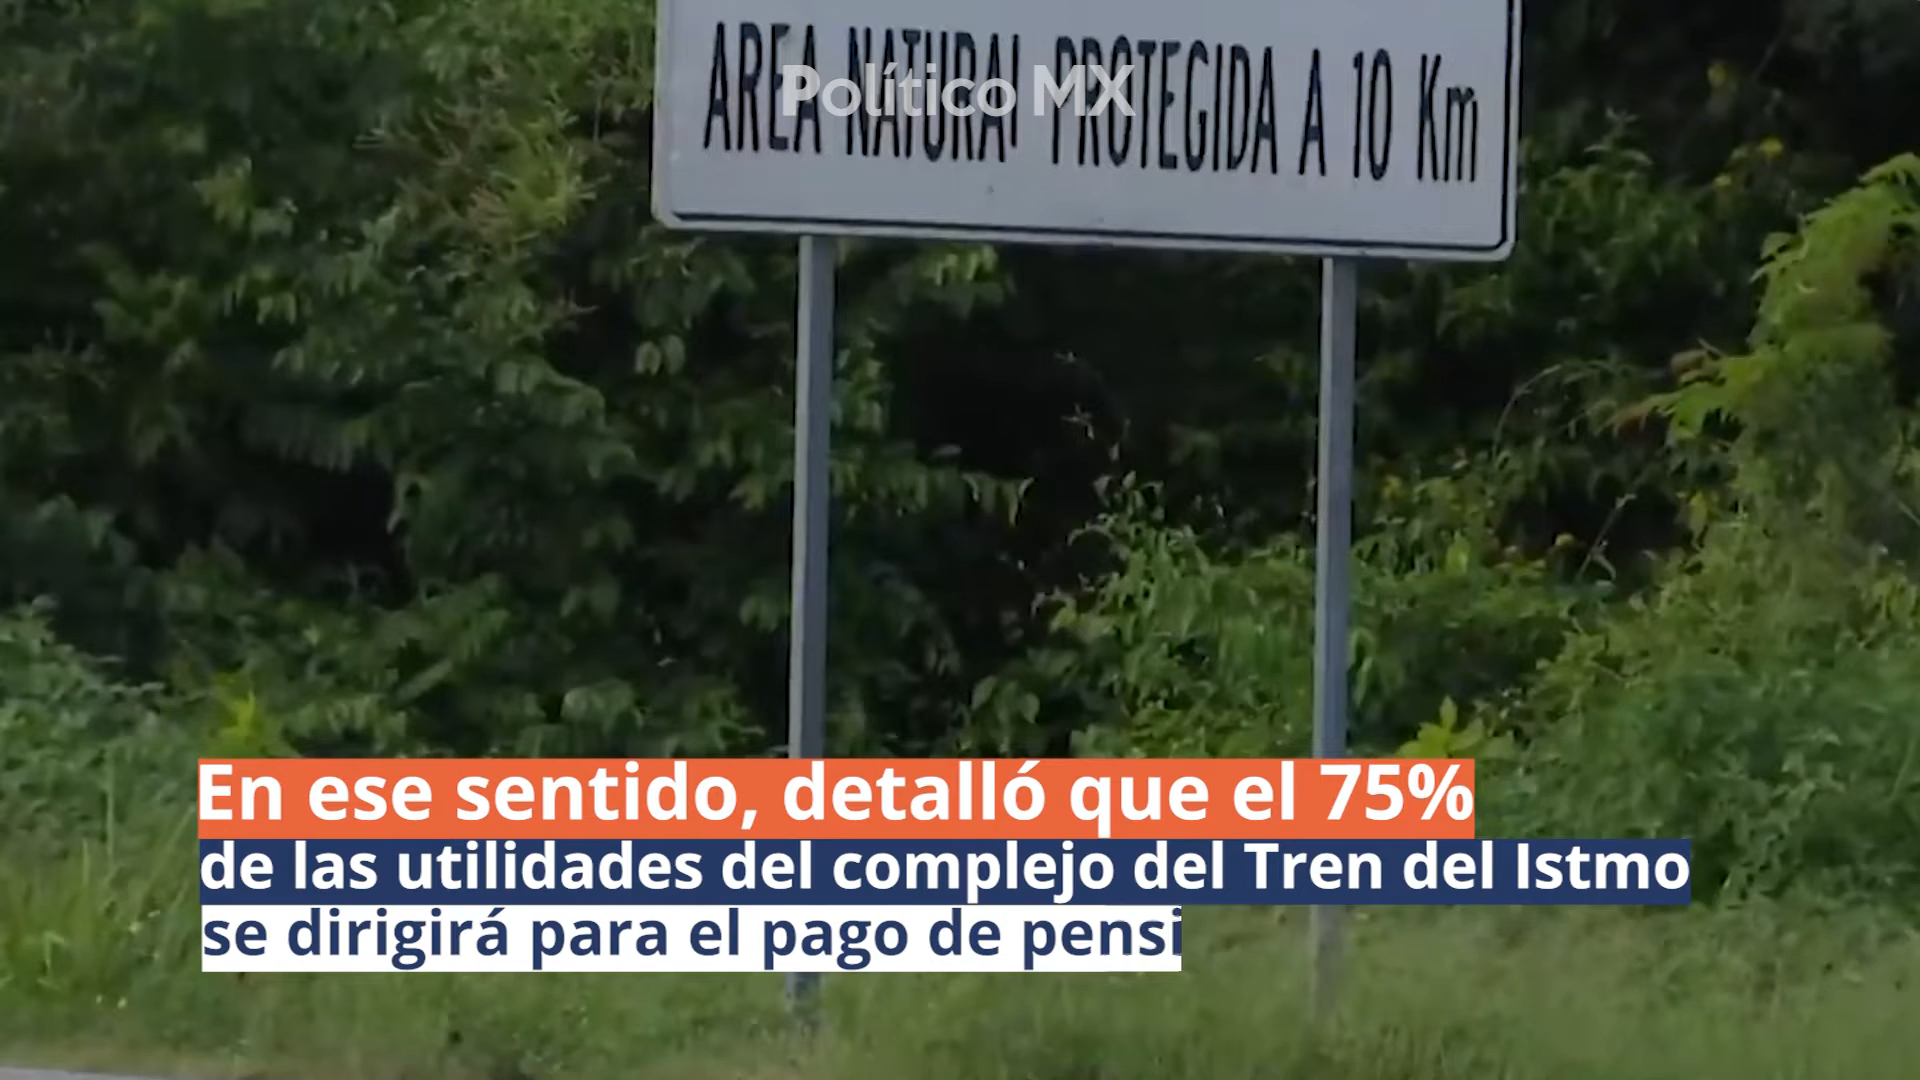 AREA NATURAL PROTEGIDA A 10 Km
Político MX
En ese sentido, detalló que el 75%
de las utilidades del complejo del Tren del Istmo
se dirigirá para el pago de pensi